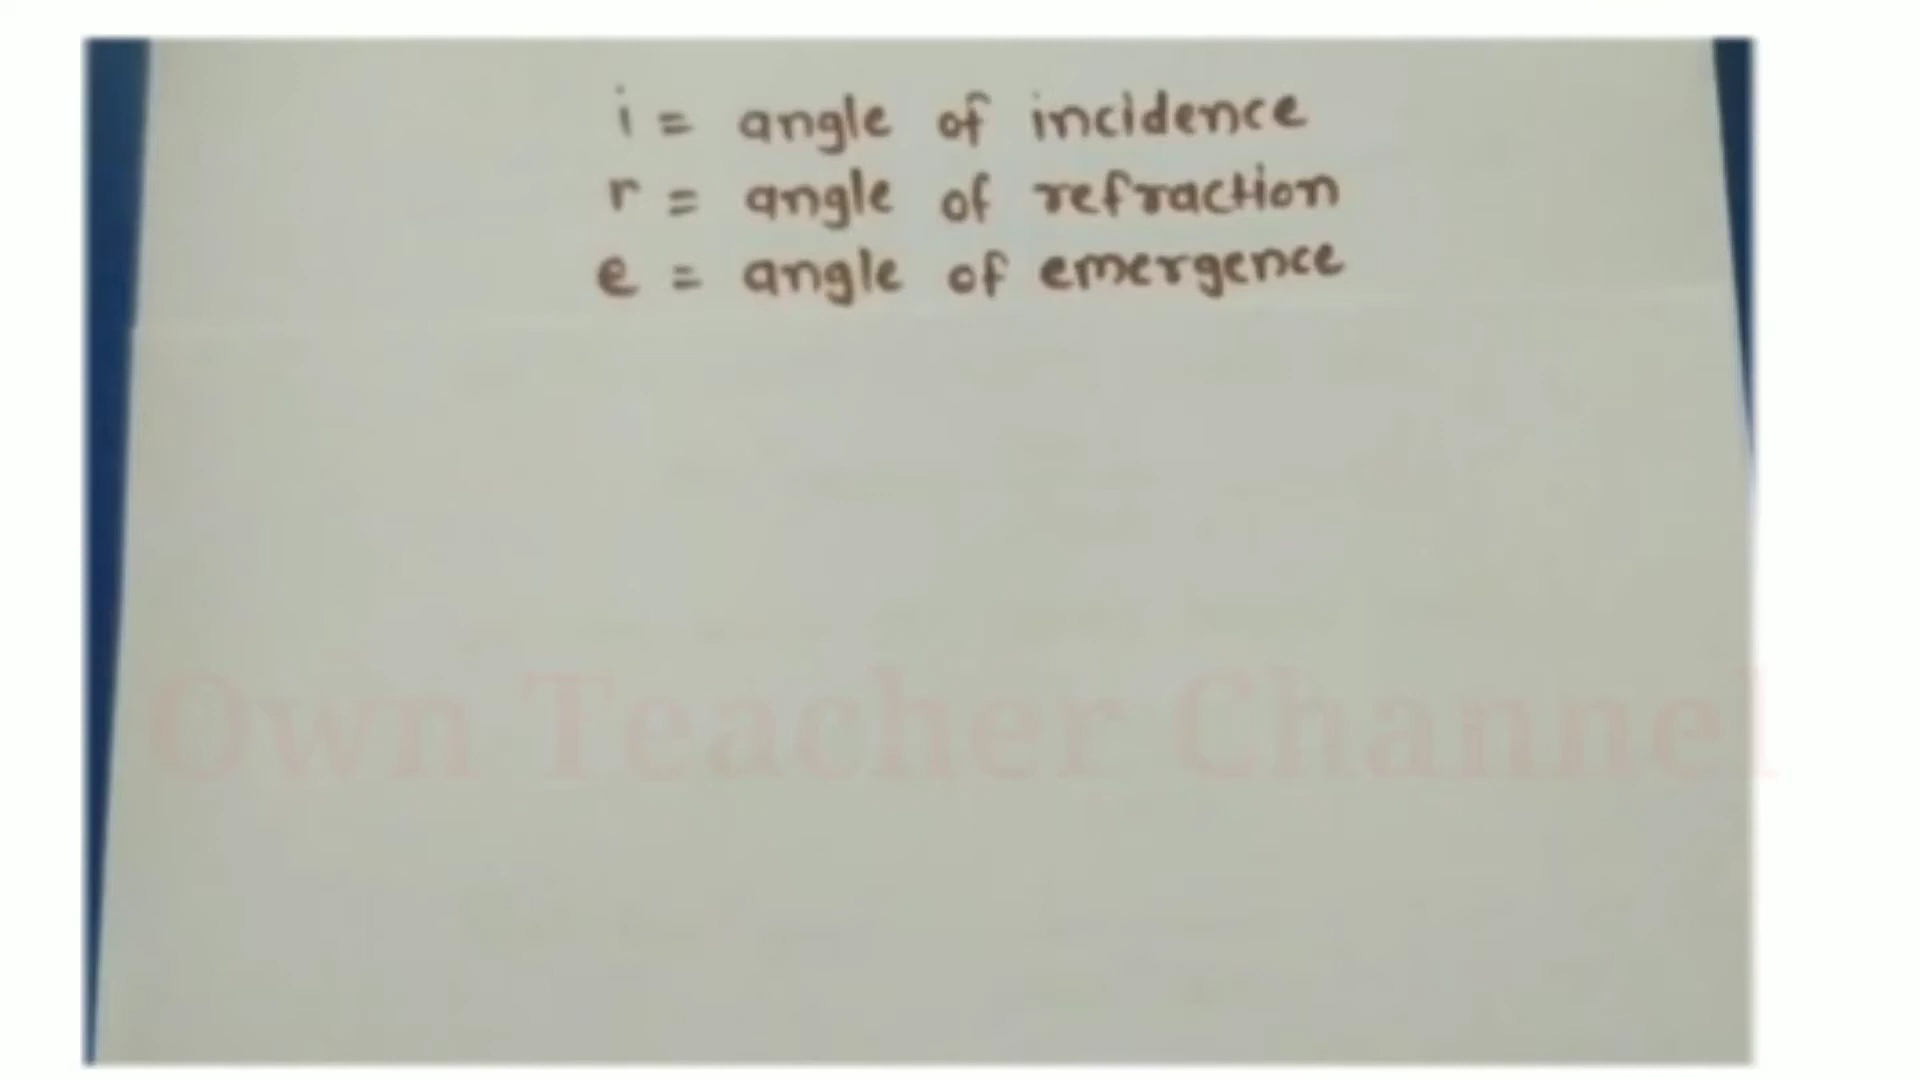 i = angle of incidence
r = angle of refraction
e = angle of emergence
Own Teacher Channel